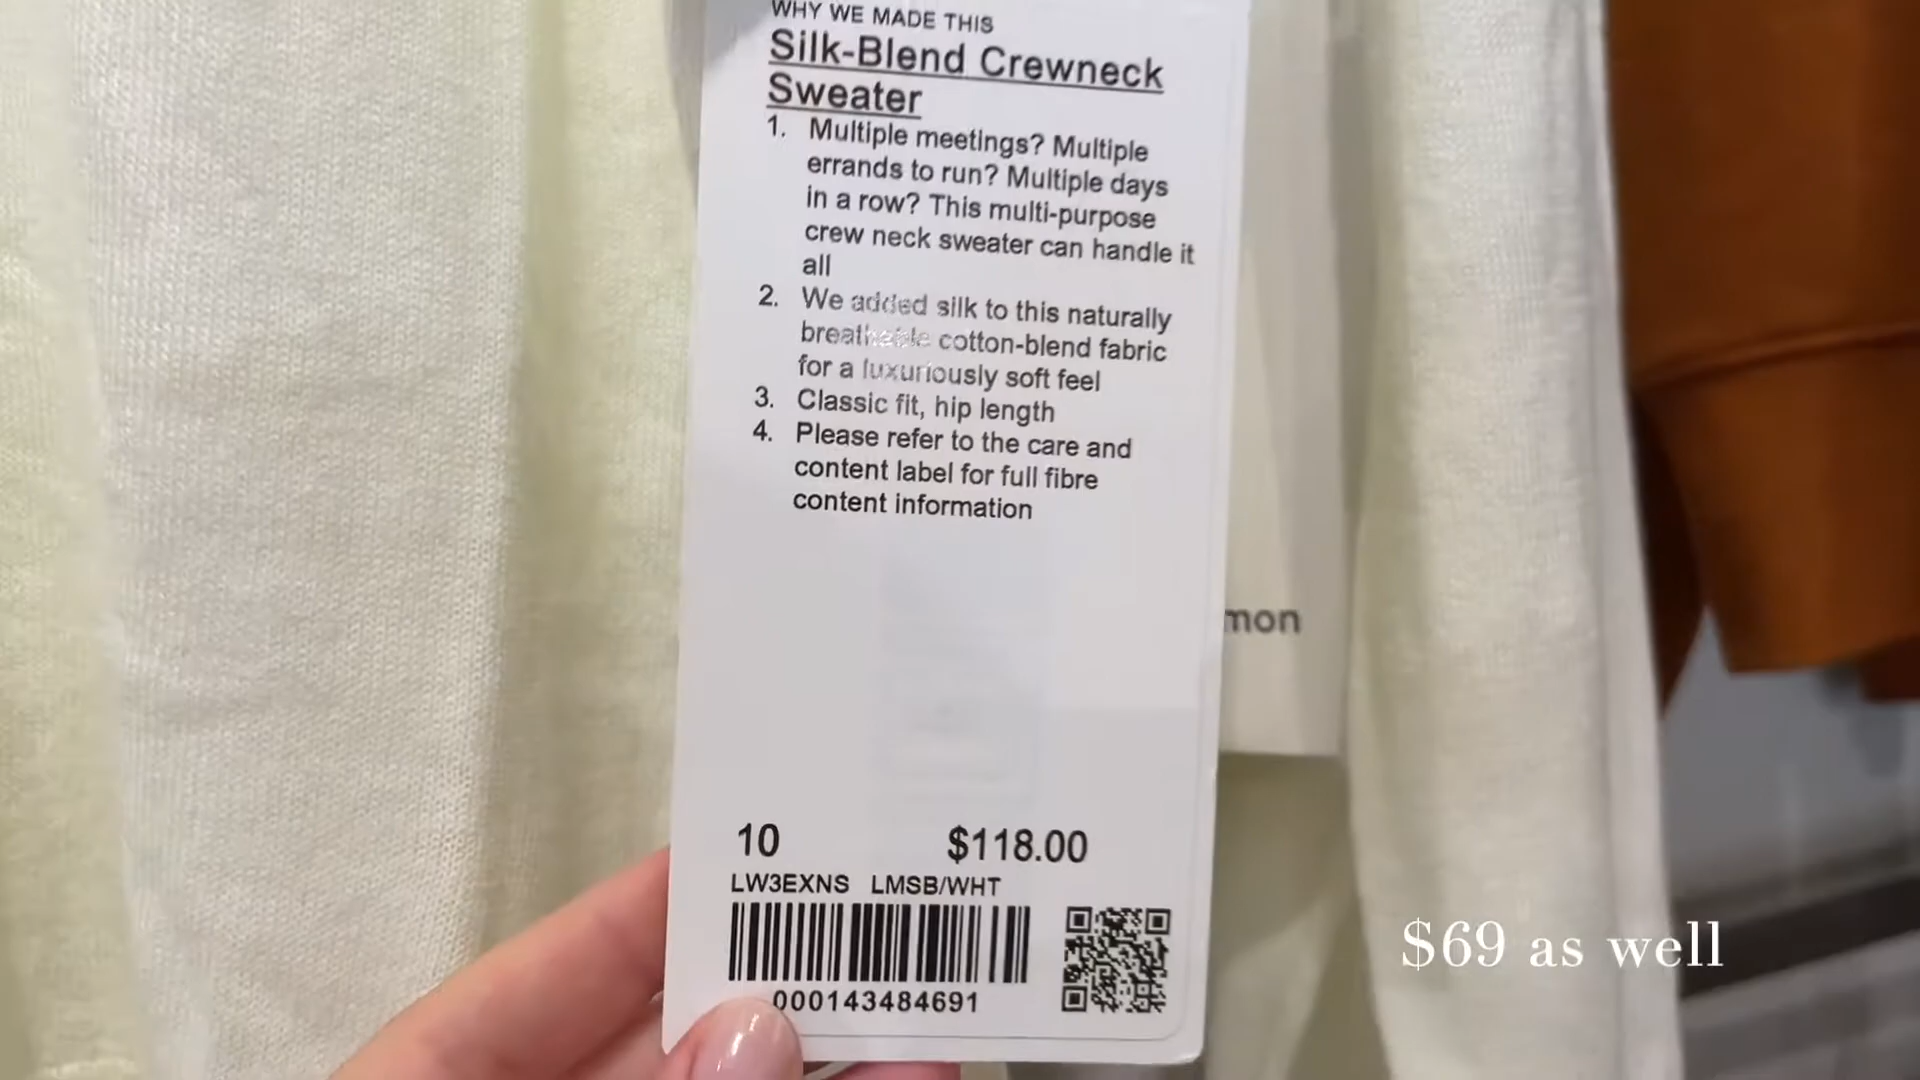 WHY WE MADE THIS
Silk-Blend Crewneck
Sweater
1. Multiple meetings? Multiple
errands to run? Multiple days
in a row? This multi-purpose
crew neck sweater can handle it
all
2. We added silk to this naturally
breathable cotton-blend fabric
for a luxuriously soft feel
3. Classic fit, hip length
4. Please refer to the care and
content label for full fibre
content information
mon
10 $118.00
LW3EXNS LMSB/WHT
000143484691
$69 as well